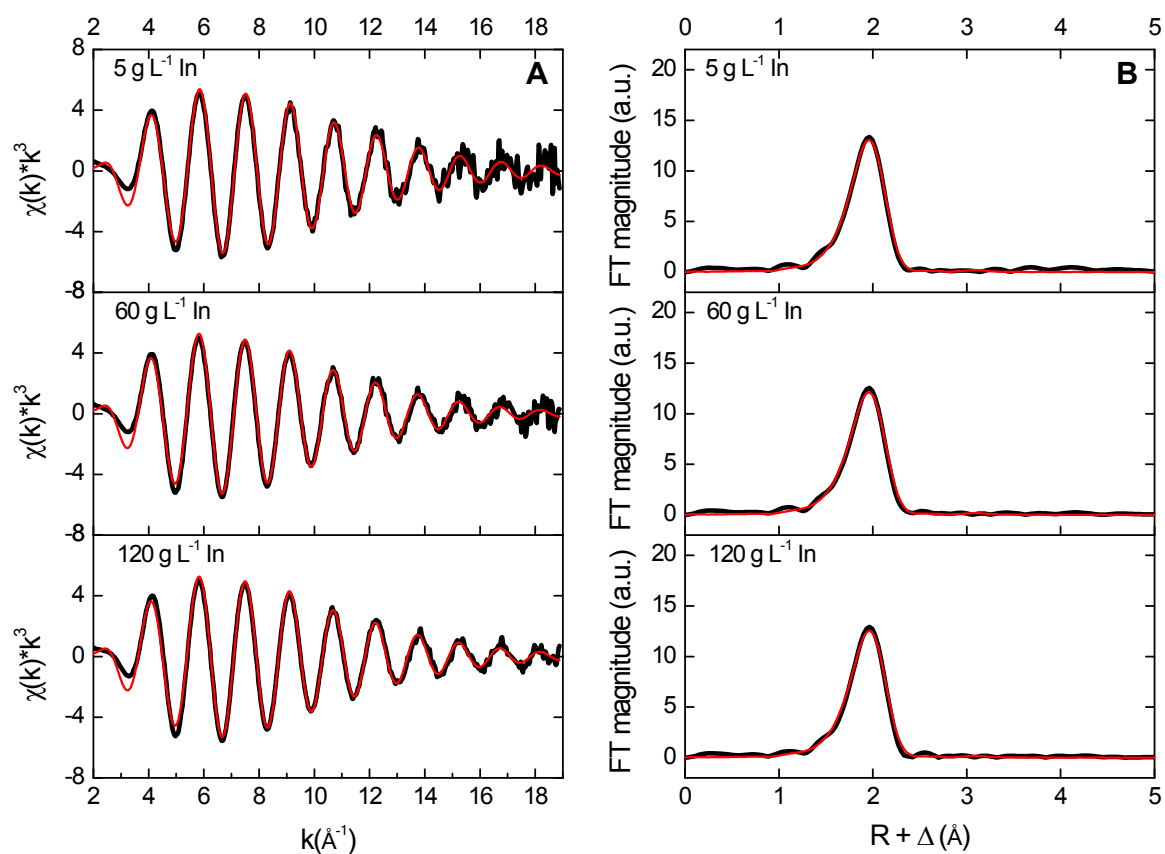 2 4 6 8 10 12 14 16 18
8
4
0
-4
-8
χ(k)*k³
5 g L⁻¹ In
A
4
0
-4
-8
χ(k)*k³
60 g L⁻¹ In
4
0
-4
-8
χ(k)*k³
120 g L⁻¹ In
2 4 6 8 10 12 14 16 18
k(Å⁻¹)
0 1 2 3 4 5
20
15
10
5
0
FT magnitude (a.u.)
5 g L⁻¹ In
B
20
15
10
5
0
FT magnitude (a.u.)
60 g L⁻¹ In
20
15
10
5
0
FT magnitude (a.u.)
120 g L⁻¹ In
0 1 2 3 4 5
R + Δ (Å)